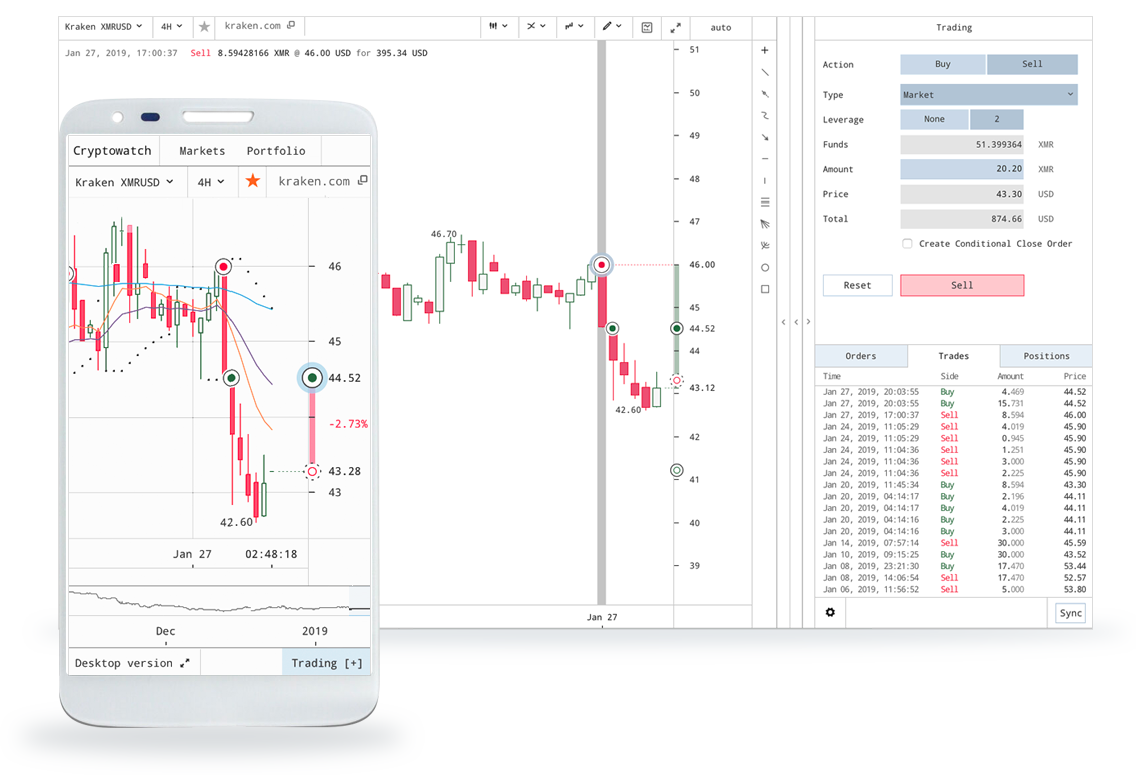 Kraken XMRUSD 4H kraken.com auto
Jan 27, 2019, 17:00:37 Sell 8.59428166 XMR @ 46.00 USD for 395.34 USD
51
50
49
48
47
46.70
46.00
45
44.52
44
43.12
42.60
42
41
40
39
Jan 27
Cryptowatch Markets Portfolio
Kraken XMRUSD 4H kraken.com
46
45
44.52
-2.73%
43.28
43
42.60
Jan 27 02:48:18
Dec 2019
Desktop version Trading [+]
Trading
Action Buy Sell
Type Market
Leverage None 2
Funds 51.399364 XMR
Amount 20.20 XMR
Price 43.30 USD
Total 874.66 USD
Create Conditional Close Order
Reset Sell
Orders Trades Positions
Time Side Amount Price
Jan 27, 2019, 20:03:55 Buy 4.469 44.52
Jan 27, 2019, 20:03:55 Buy 15.731 44.52
Jan 27, 2019, 17:00:37 Sell 8.594 46.00
Jan 24, 2019, 11:05:29 Sell 4.019 45.90
Jan 24, 2019, 11:05:29 Sell 0.945 45.90
Jan 24, 2019, 11:04:36 Sell 1.251 45.90
Jan 24, 2019, 11:04:36 Sell 3.000 45.90
Jan 24, 2019, 11:04:36 Sell 2.225 45.90
Jan 20, 2019, 11:45:34 Buy 8.594 43.30
Jan 20, 2019, 04:14:17 Buy 2.196 44.11
Jan 20, 2019, 04:14:17 Buy 4.019 44.11
Jan 20, 2019, 04:14:16 Buy 2.225 44.11
Jan 20, 2019, 04:14:16 Buy 3.000 44.11
Jan 14, 2019, 07:57:14 Sell 30.000 45.59
Jan 10, 2019, 09:15:25 Buy 30.000 43.52
Jan 08, 2019, 23:21:30 Buy 17.470 53.44
Jan 08, 2019, 14:06:54 Sell 17.470 52.57
Jan 06, 2019, 11:56:52 Sell 5.000 53.80
Sync